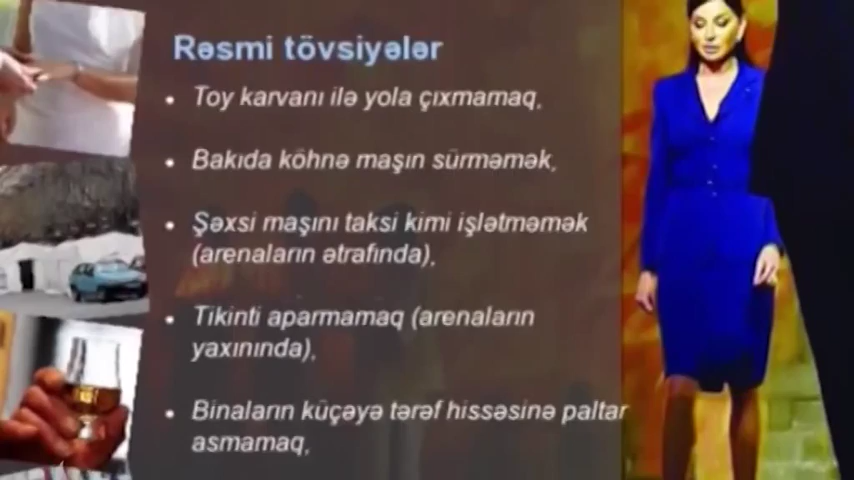 Rəsmi tövsiyələr
• Toy karvanı ilə yola çıxmamaq,
• Bakıda köhnə maşın sürməmək,
• Şəxsi maşını taksi kimi işlətməmək
(arenaların ətrafında),
• Tikinti aparmamaq (arenaların
yaxınında),
• Binaların küçəyə tərəf hissəsinə paltar
asmamaq,